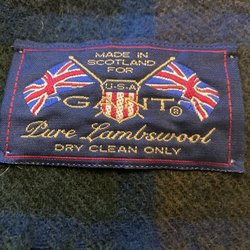 MADE IN
SCOTLAND
FOR
U·S·A
GANT®
Pure Lambswool
DRY CLEAN ONLY